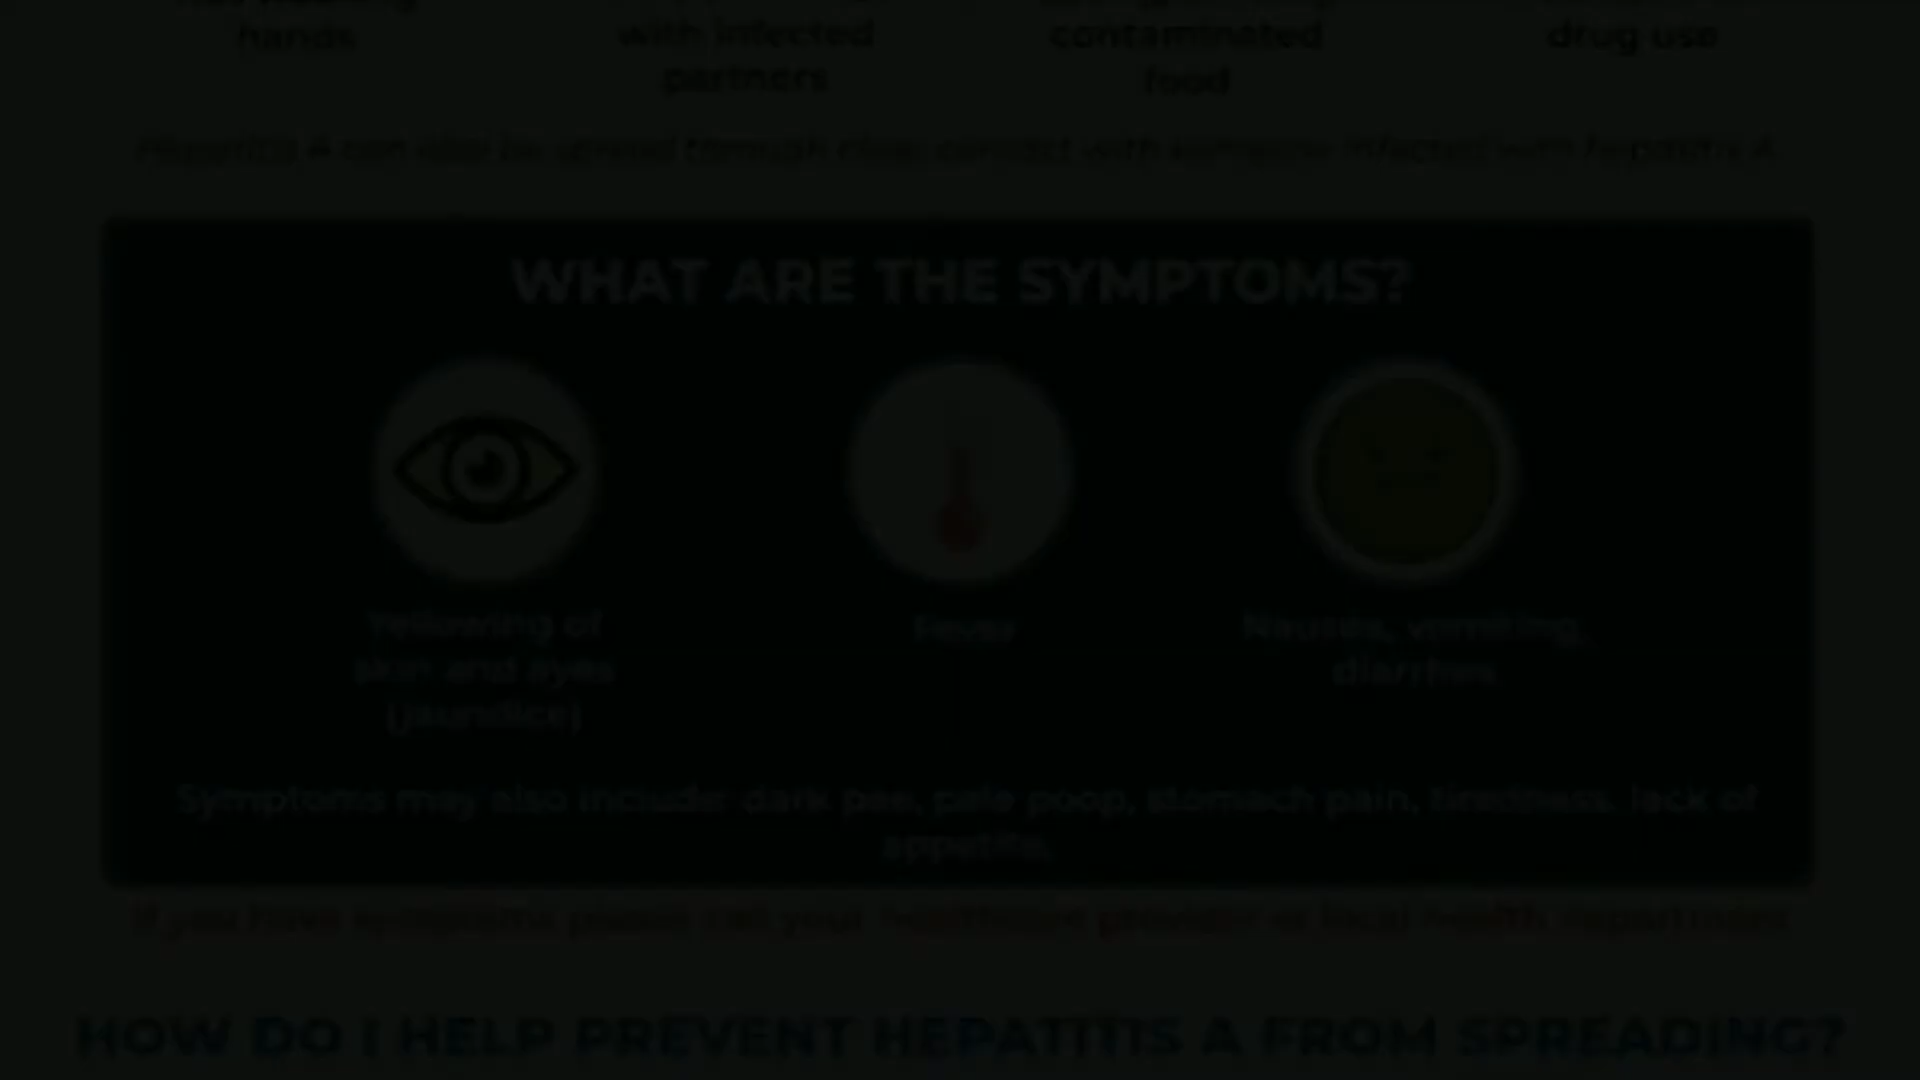 hands
with infected
partners
contaminated
food
drug use
Hepatitis A can also be spread through close contact with someone infected with hepatitis A
WHAT ARE THE SYMPTOMS?
Yellowing of
skin and eyes
(jaundice)
Fever
Nausea, vomiting,
diarrhea
Symptoms may also include: dark pee, pale poop, stomach pain, tiredness, lack of
appetite.
If you have symptoms please call your healthcare provider or local health department
HOW DO I HELP PREVENT HEPATITIS A FROM SPREADING?